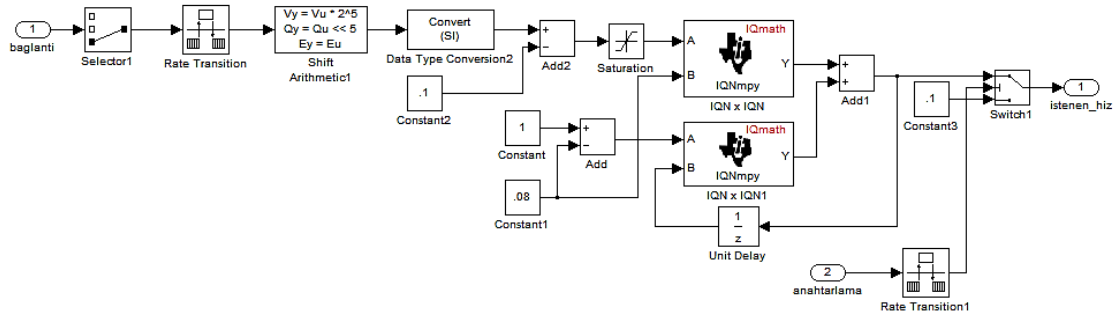 1
baglanti
Selector1
Rate Transition
Vy = Vu * 2^5
Qy = Qu << 5
Ey = Eu
Shift
Arithmetic1
Convert
(SI)
Data Type Conversion2
.1
Constant2
+
−
Add2
Saturation
A
B
IQmath
Y
IQNmpy
IQN x IQN
1
Constant
.08
Constant1
+
−
Add
A
B
IQmath
Y
IQNmpy
IQN x IQN1
1
z
Unit Delay
+
+
Add1
.1
Constant3
Switch1
1
istenen_hiz
2
anahtarlama
Rate Transition1